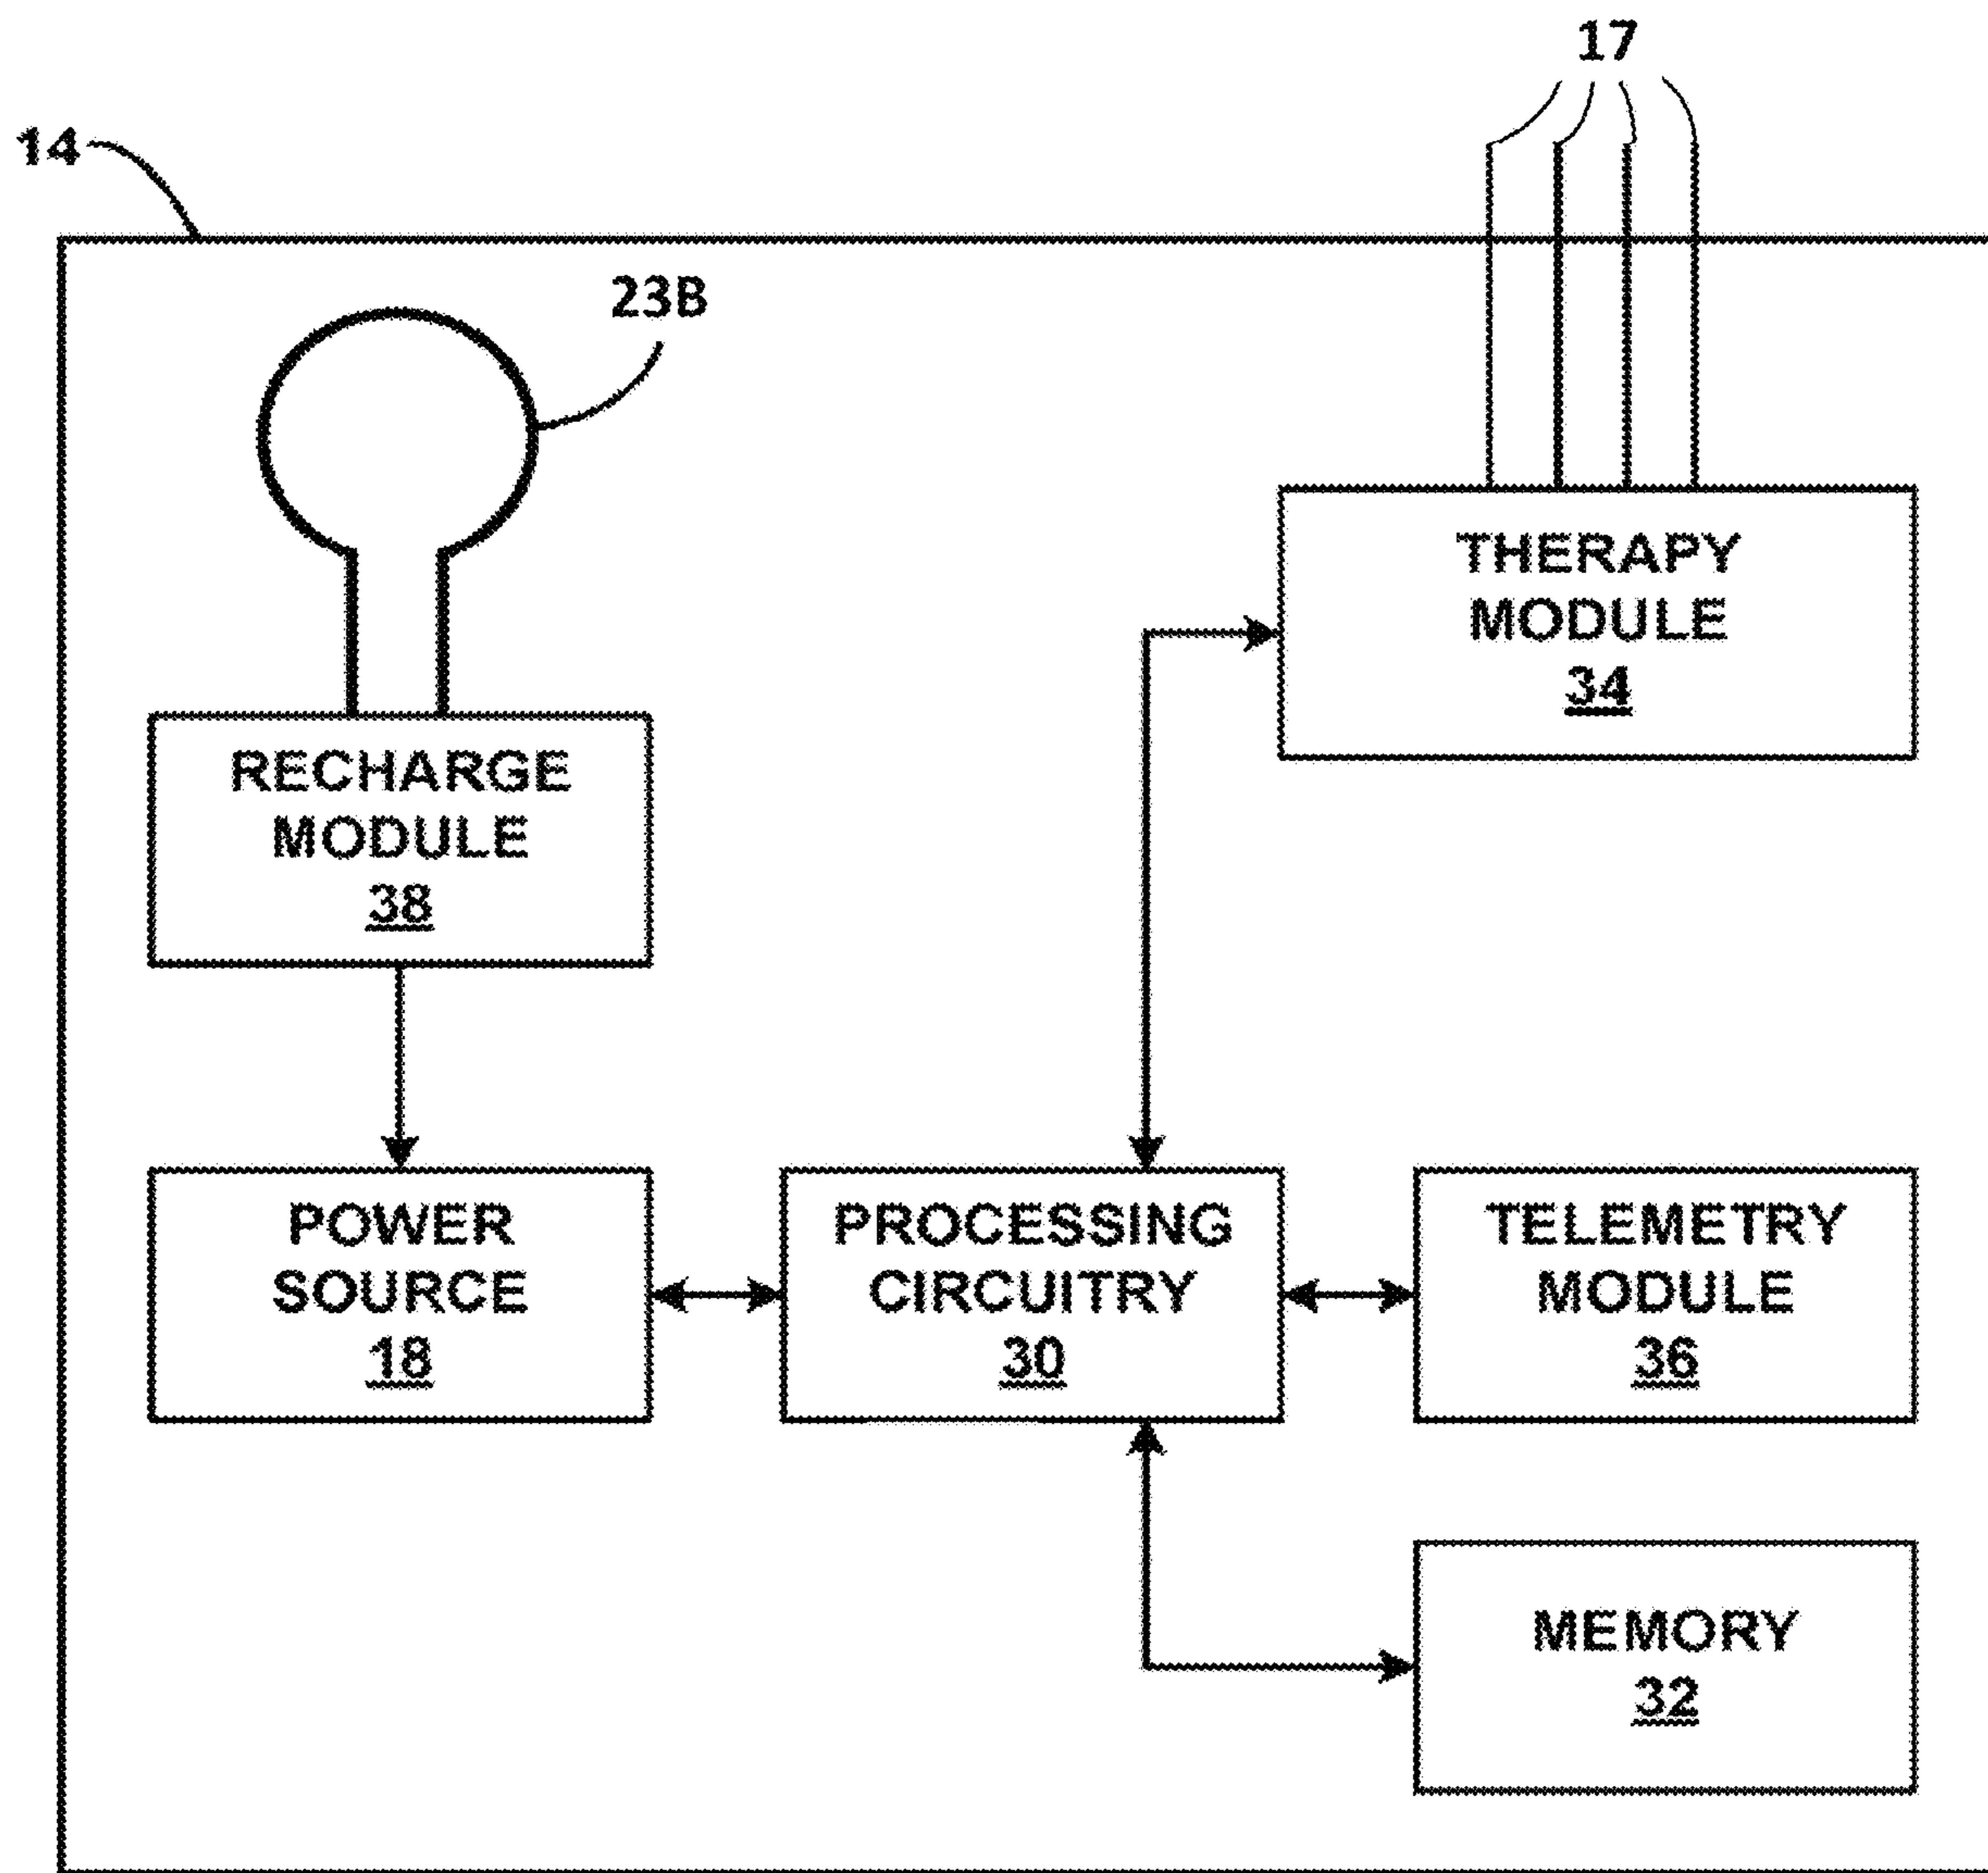 17
14
23B
THERAPY
MODULE
34
RECHARGE
MODULE
38
POWER
SOURCE
18
PROCESSING
CIRCUITRY
30
TELEMETRY
MODULE
36
MEMORY
32